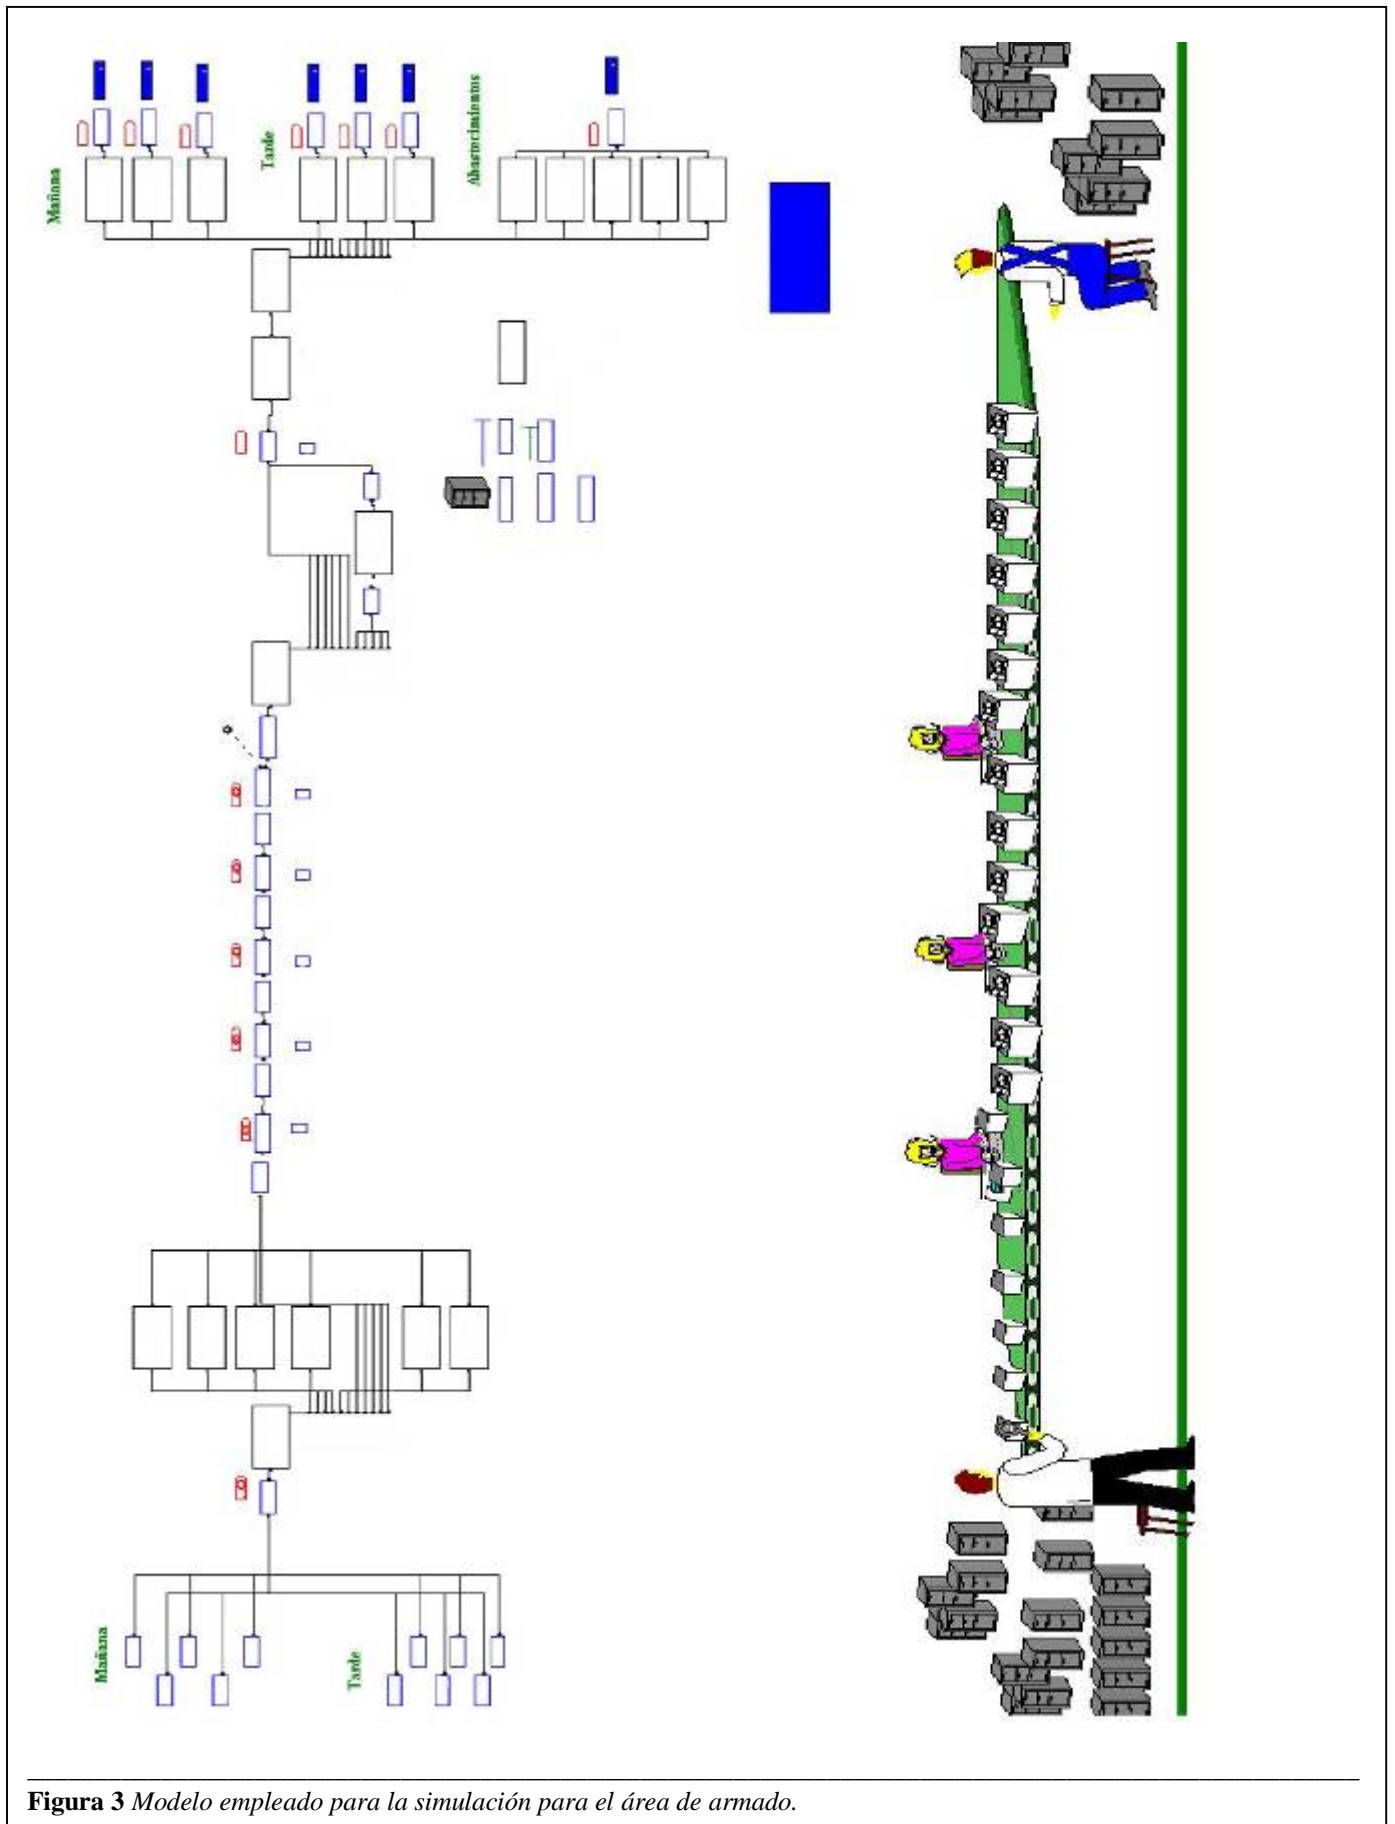 Mañana
Tarde
Abastecimientos
Mañana
Tarde
Figura 3 Modelo empleado para la simulación para el área de armado.